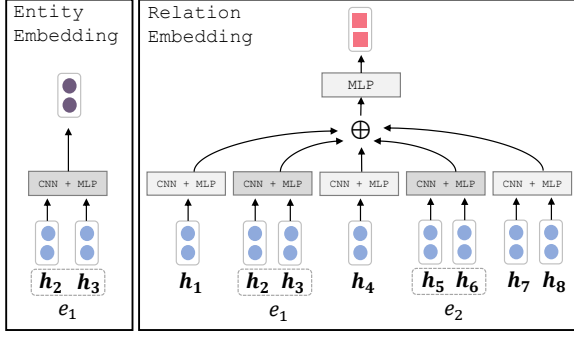 Entity
Embedding
CNN + MLP
h₂ h₃
e₁
Relation
Embedding
MLP
⊕
CNN + MLP CNN + MLP CNN + MLP CNN + MLP CNN + MLP
h₁ h₂ h₃ h₄ h₅ h₆ h₇ h₈
e₁ e₂